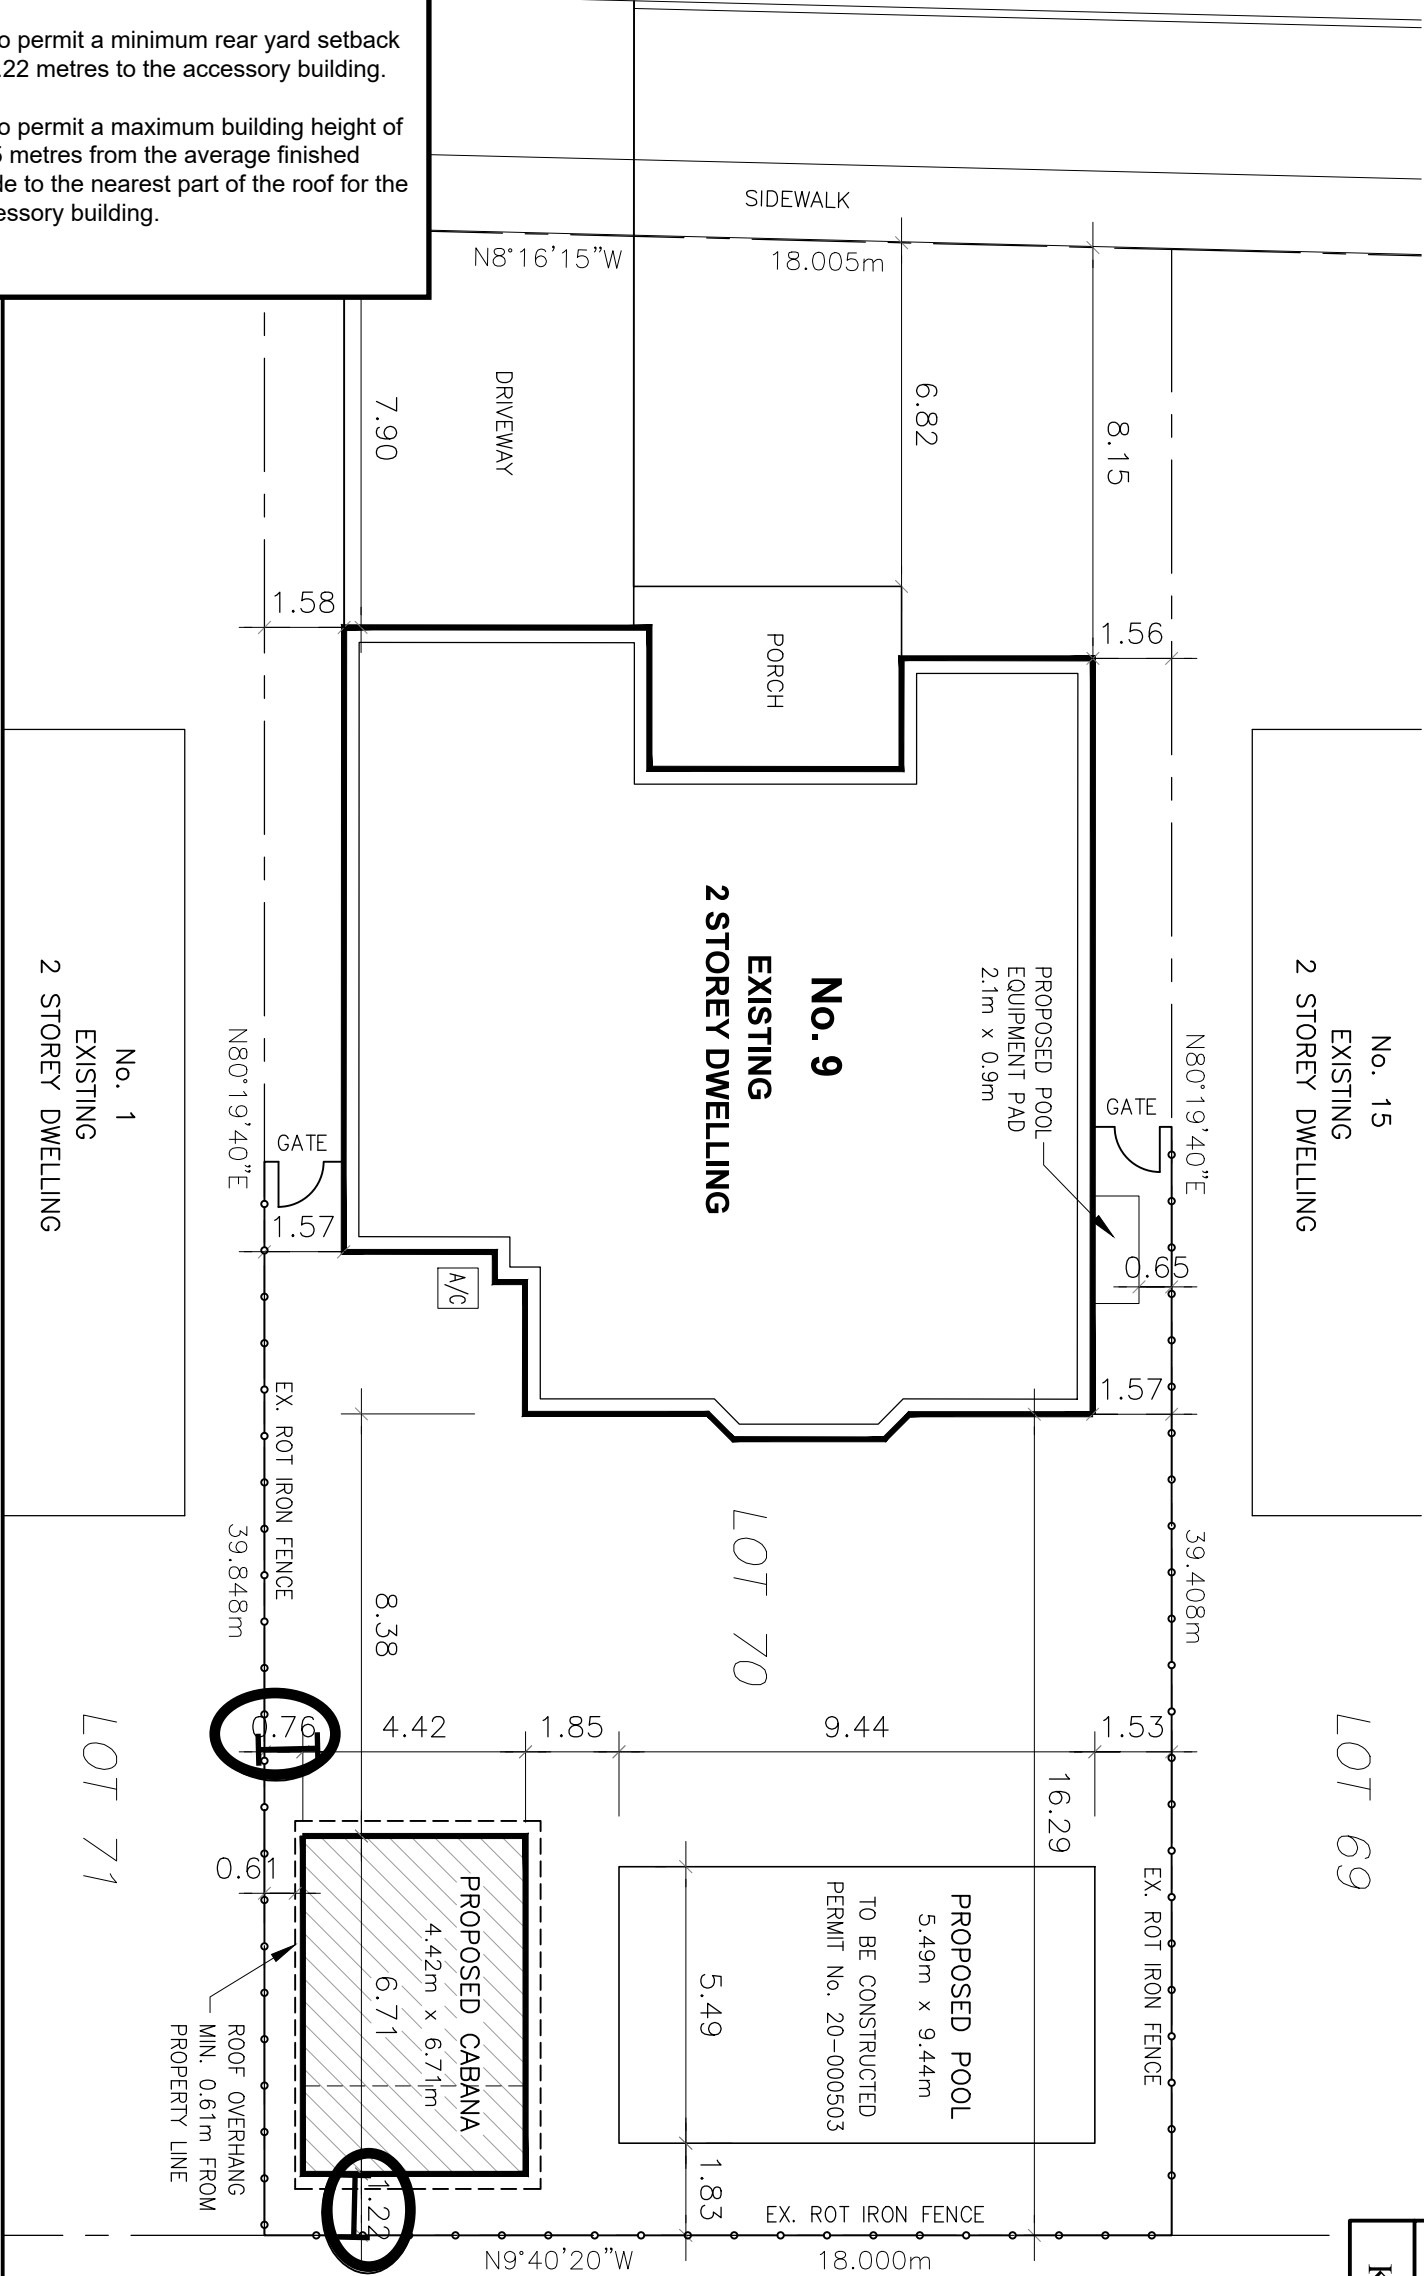 o permit a minimum rear yard setback
.22 metres to the accessory building.
o permit a maximum building height of
metres from the average finished
de to the nearest part of the roof for the
essory building.
SIDEWALK
N8°16'15"W
18.005m
DRIVEWAY
7.90
6.82
8.15
1.58
1.56
PORCH
No. 9
EXISTING
2 STOREY DWELLING
PROPOSED POOL
EQUIPMENT PAD
2.1m x 0.9m
No. 15
EXISTING
2 STOREY DWELLING
No. 1
EXISTING
2 STOREY DWELLING
N80°19'40"E
N80°19'40"E
GATE
GATE
1.57
0.65
A/C
1.57
EX. ROT IRON FENCE
39.848m
39.408m
LOT 70
8.38
0.76
4.42
1.85
9.44
1.53
16.29
LOT 71
LOT 69
0.61
PROPOSED CABANA
4.42m x 6.71m
6.71
PROPOSED POOL
5.49m x 9.44m
TO BE CONSTRUCTED
PERMIT No. 20-000503
5.49
EX. ROT IRON FENCE
ROOF OVERHANG
MIN. 0.61m FROM
PROPERTY LINE
1.22
1.83
EX. ROT IRON FENCE
N9°40'20"W
18.000m